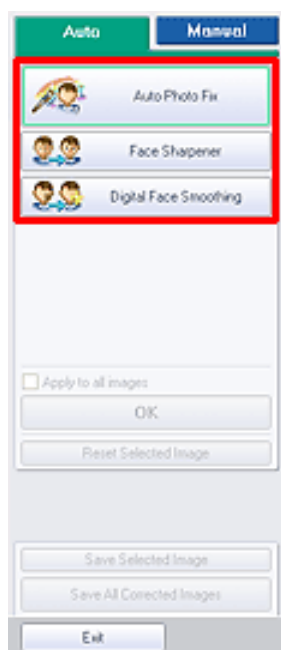 Auto Manual
Auto Photo Fix
Face Sharpener
Digital Face Smoothing
Apply to all images
OK
Reset Selected Image
Save Selected Image
Save All Corrected Images
Exit